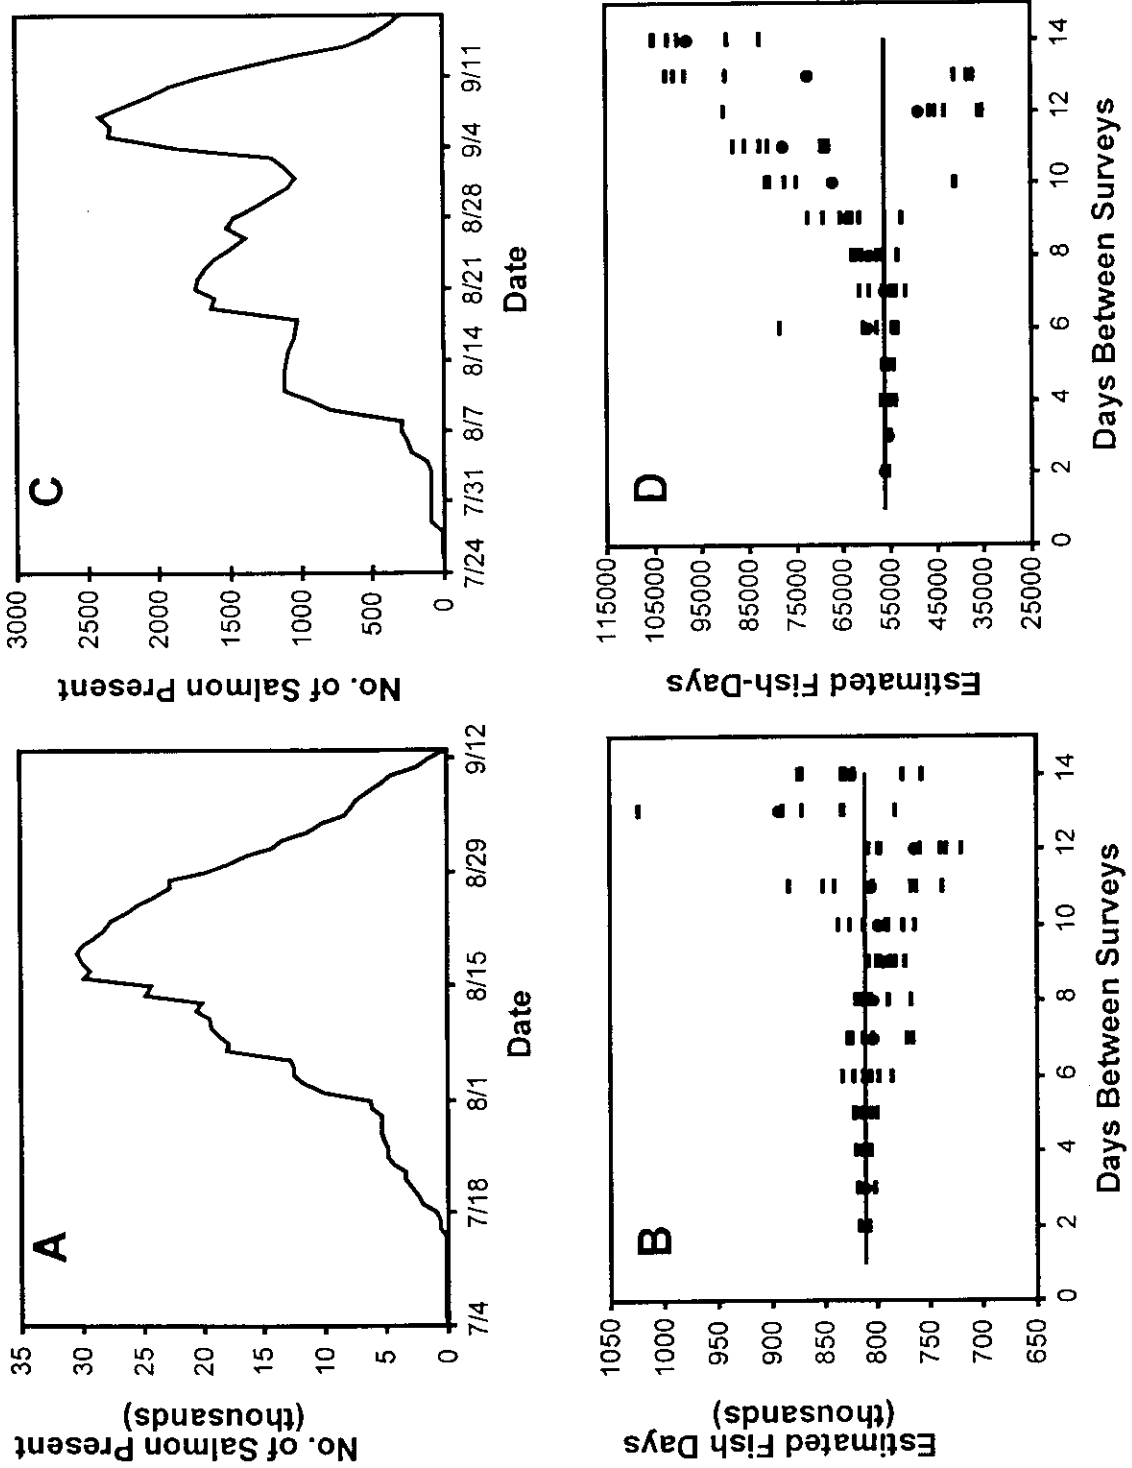 A
No. of Salmon Present
(thousands)
35
30
25
20
15
10
5
0
7/4 7/18 8/1 8/15 8/29 9/12
Date
C
No. of Salmon Present
3000
2500
2000
1500
1000
500
0
7/24 7/31 8/7 8/14 8/21 8/28 9/4 9/11
Date
B
Estimated Fish Days
(thousands)
1050
1000
950
900
850
800
750
700
650
0 2 4 6 8 10 12 14
Days Between Surveys
D
Estimated Fish-Days
115000
105000
95000
85000
75000
65000
55000
45000
35000
25000
0 2 4 6 8 10 12 14
Days Between Surveys